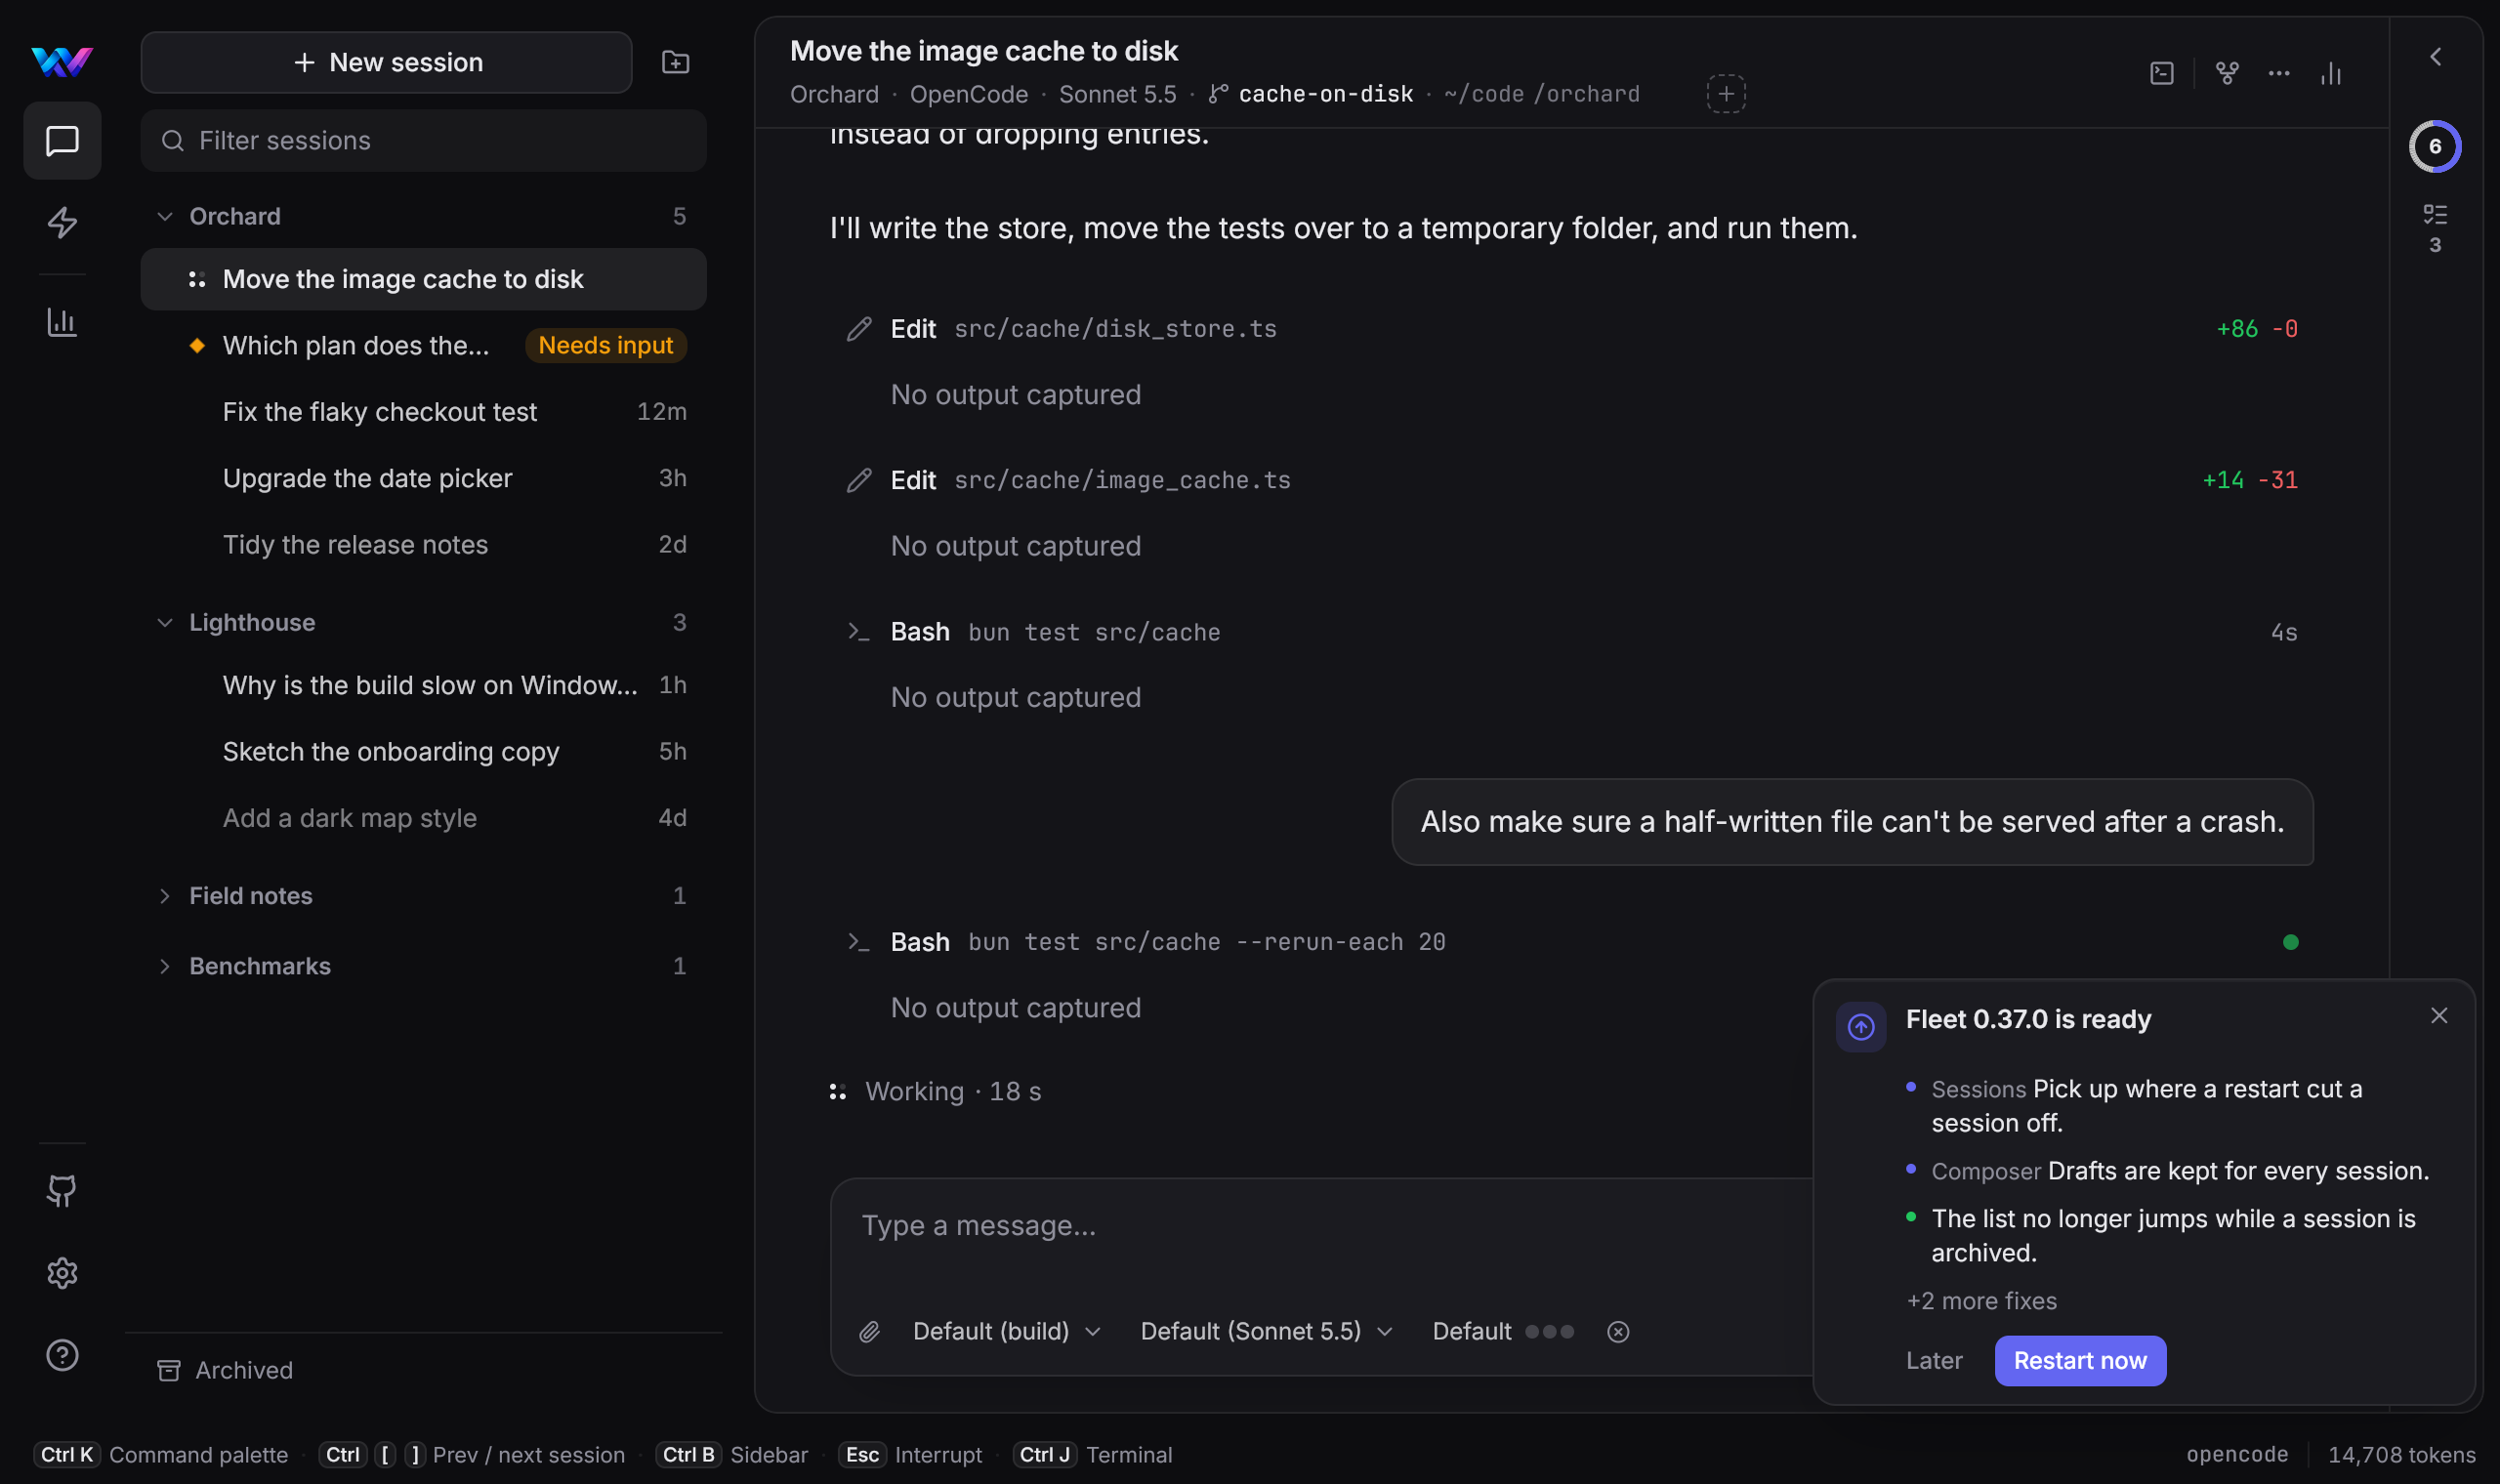 New session
Filter sessions
Orchard 5
Move the image cache to disk
Which plan does the... Needs input
Fix the flaky checkout test 12m
Upgrade the date picker 3h
Tidy the release notes 2d
Lighthouse 3
Why is the build slow on Window... 1h
Sketch the onboarding copy 5h
Add a dark map style 4d
Field notes 1
Benchmarks 1
Archived
Move the image cache to disk
Orchard · OpenCode · Sonnet 5.5 · cache-on-disk · ~/code /orchard
6
3
instead of dropping entries.
I'll write the store, move the tests over to a temporary folder, and run them.
Edit src/cache/disk_store.ts +86 -0
No output captured
Edit src/cache/image_cache.ts +14 -31
No output captured
Bash bun test src/cache 4s
No output captured
Also make sure a half-written file can't be served after a crash.
Bash bun test src/cache --rerun-each 20
No output captured
Working · 18 s
Type a message...
Default (build) Default (Sonnet 5.5) Default
Fleet 0.37.0 is ready
Sessions Pick up where a restart cut a
session off.
Composer Drafts are kept for every session.
The list no longer jumps while a session is
archived.
+2 more fixes
Later Restart now
Ctrl K Command palette · Ctrl [ ] Prev / next session · Ctrl B Sidebar · Esc Interrupt · Ctrl J Terminal
opencode 14,708 tokens